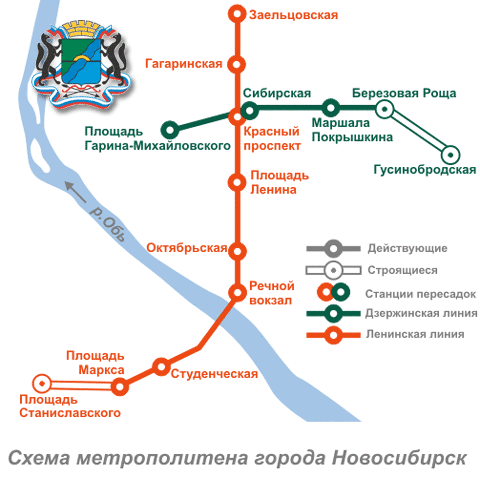 Заельцовская
Гагаринская
Сибирская
Березовая Роща
Площадь
Гарина-Михайловского
Красный
проспект
Маршала
Покрышкина
Гусинобродская
Площадь
Ленина
р.Обь
Октябрьская
Речной
вокзал
Площадь
Маркса
Студенческая
Площадь
Станиславского
Действующие
Строящиеся
Станции пересадок
Дзержинская линия
Ленинская линия
Схема метрополитена города Новосибирск